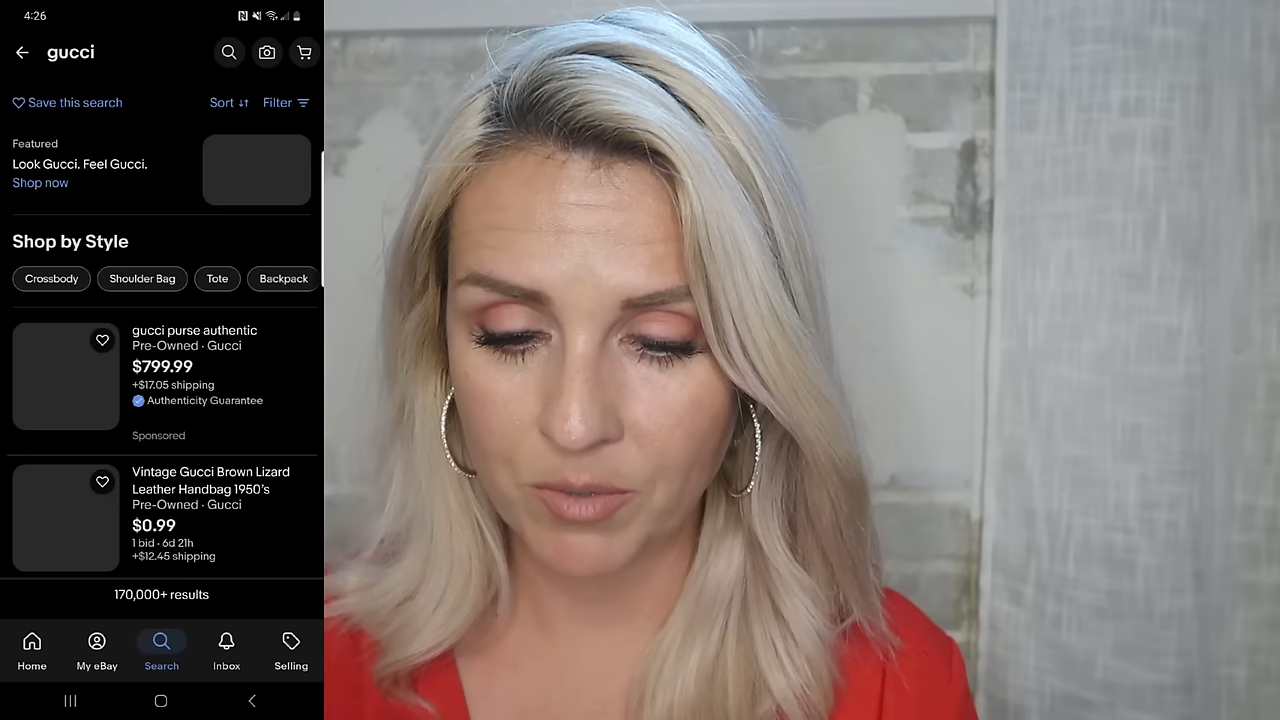 4:26
gucci
Save this search
Sort
Filter
Featured
Look Gucci. Feel Gucci.
Shop now
Shop by Style
Crossbody
Shoulder Bag
Tote
Backpack
gucci purse authentic
Pre-Owned · Gucci
$799.99
+$17.05 shipping
Authenticity Guarantee
Sponsored
Vintage Gucci Brown Lizard
Leather Handbag 1950's
Pre-Owned · Gucci
$0.99
1 bid · 6d 21h
+$12.45 shipping
170,000+ results
Home
My eBay
Search
Inbox
Selling